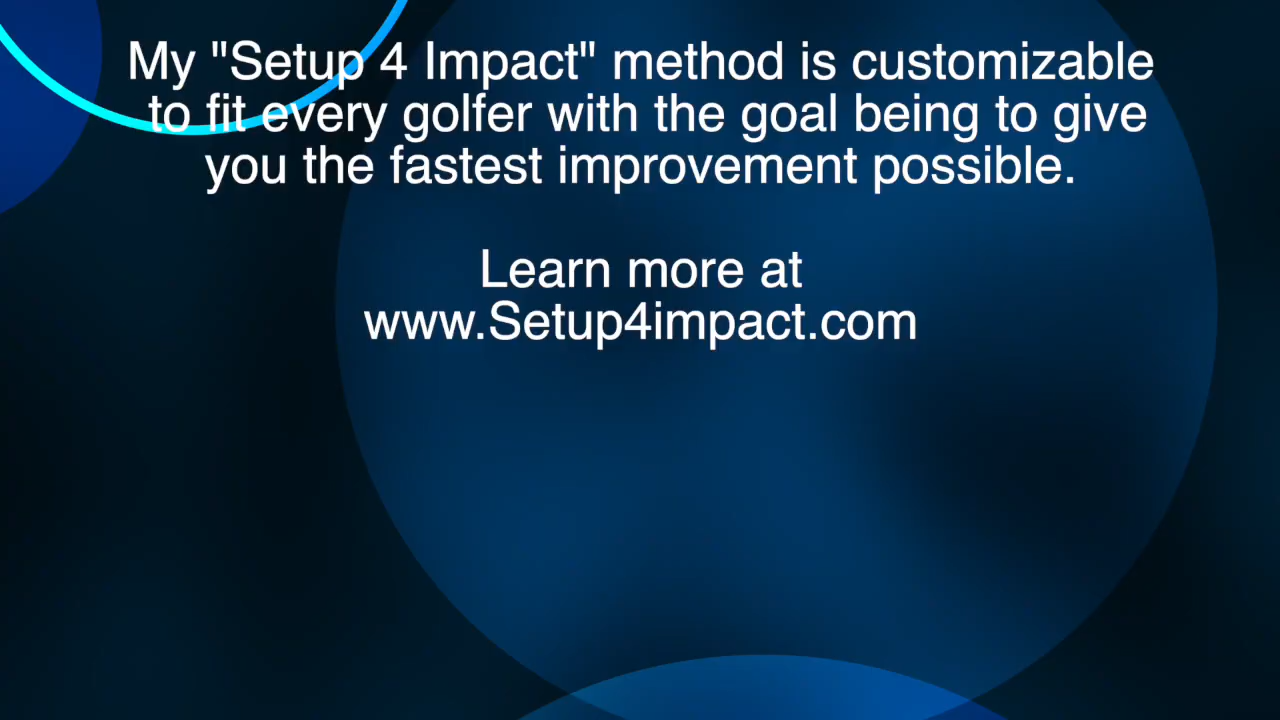 My "Setup 4 Impact" method is customizable
to fit every golfer with the goal being to give
you the fastest improvement possible.
Learn more at
www.Setup4impact.com